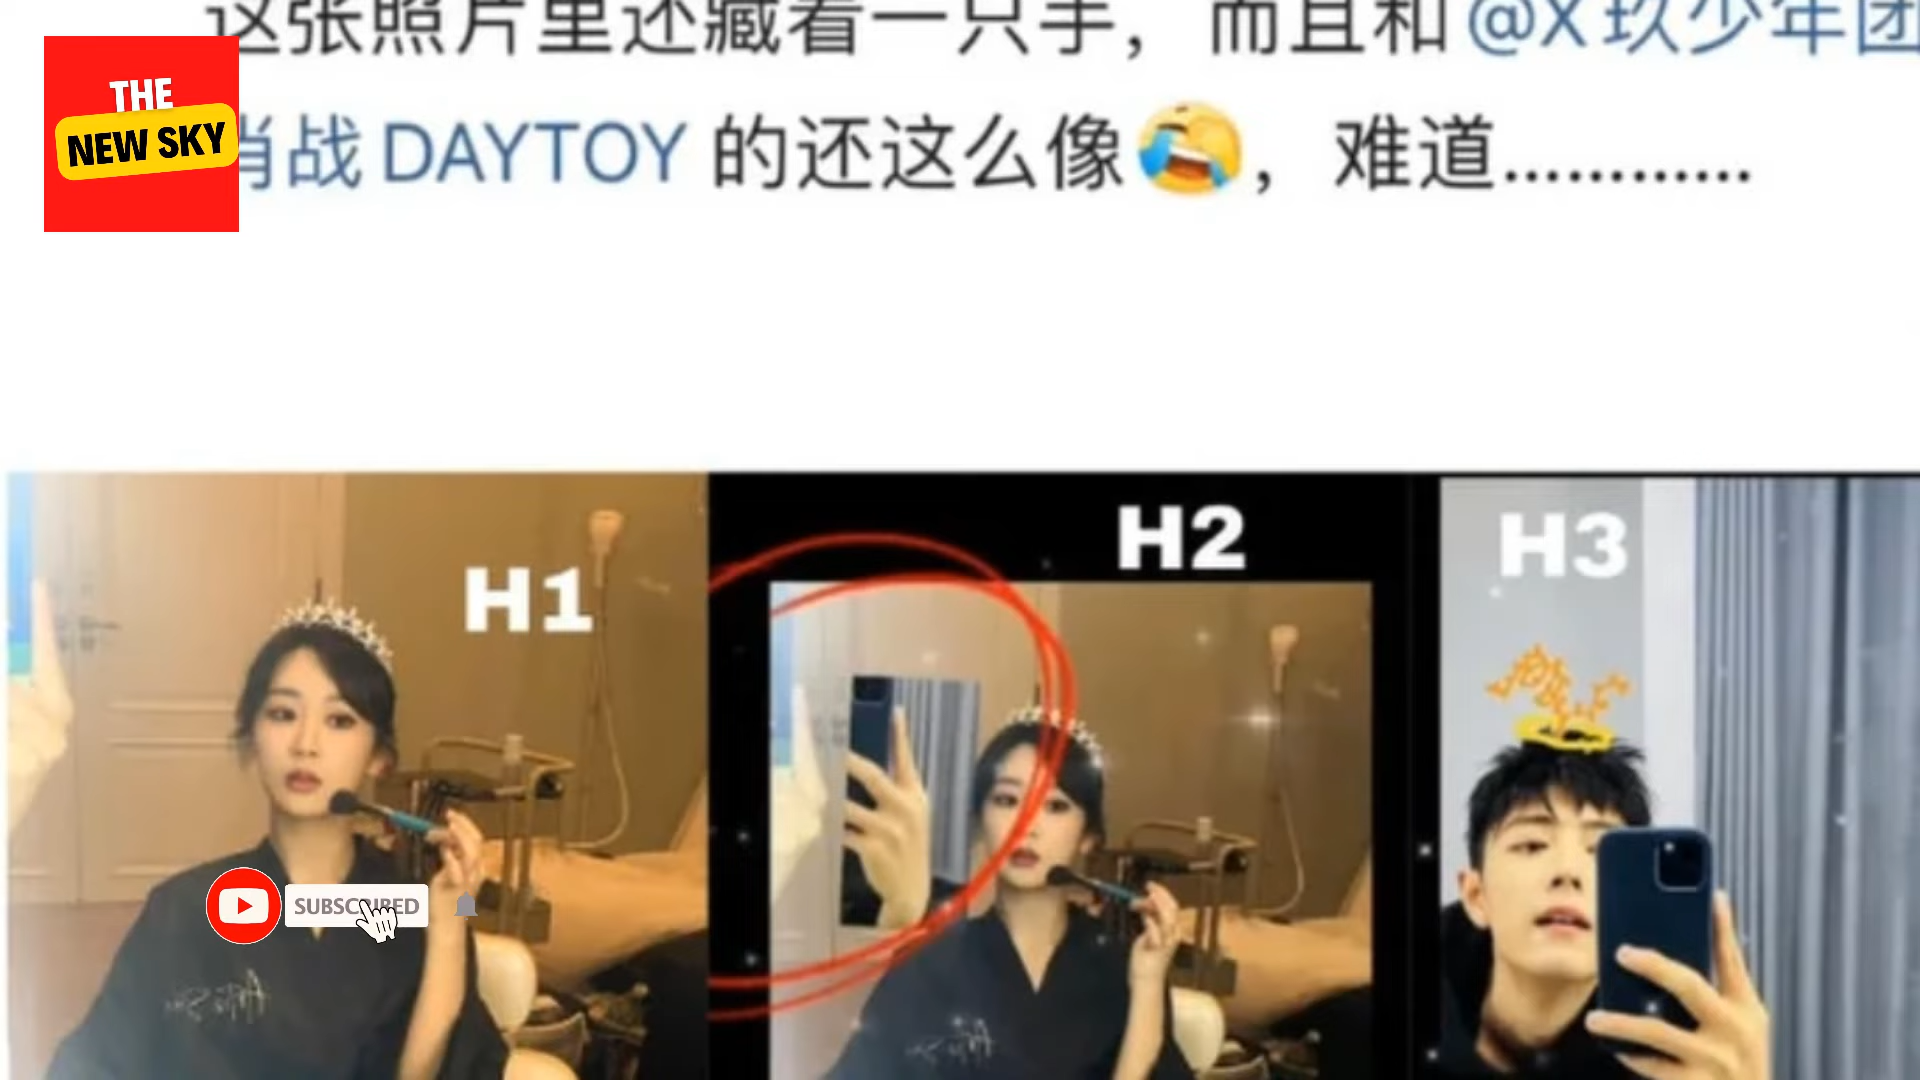 这张照片里还藏着一只手，而且和@X玖少年团
肖战DAYTOY的还这么像😂，难道............
THE
NEW SKY
H1
H2
H3
SUBSCRIBED